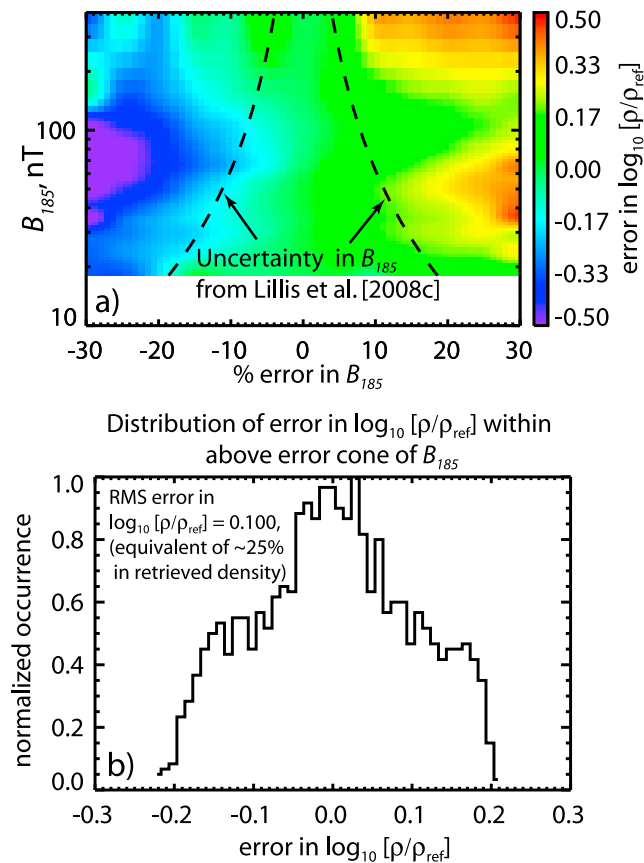 a)
B185, nT
100
10
Uncertainty in B185
from Lillis et al. [2008c]
-30 -20 -10 0 10 20 30
% error in B185
0.50
0.33
0.17
0.00
-0.17
-0.33
-0.50
error in log10 [ρ/ρref]
Distribution of error in log10 [ρ/ρref] within
above error cone of B185
RMS error in
log10 [ρ/ρref] = 0.100,
(equivalent of ~25%
in retrieved density)
b)
normalized occurrence
1.0
0.8
0.6
0.4
0.2
0.0
-0.3 -0.2 -0.1 0.0 0.1 0.2 0.3
error in log10 [ρ/ρref]